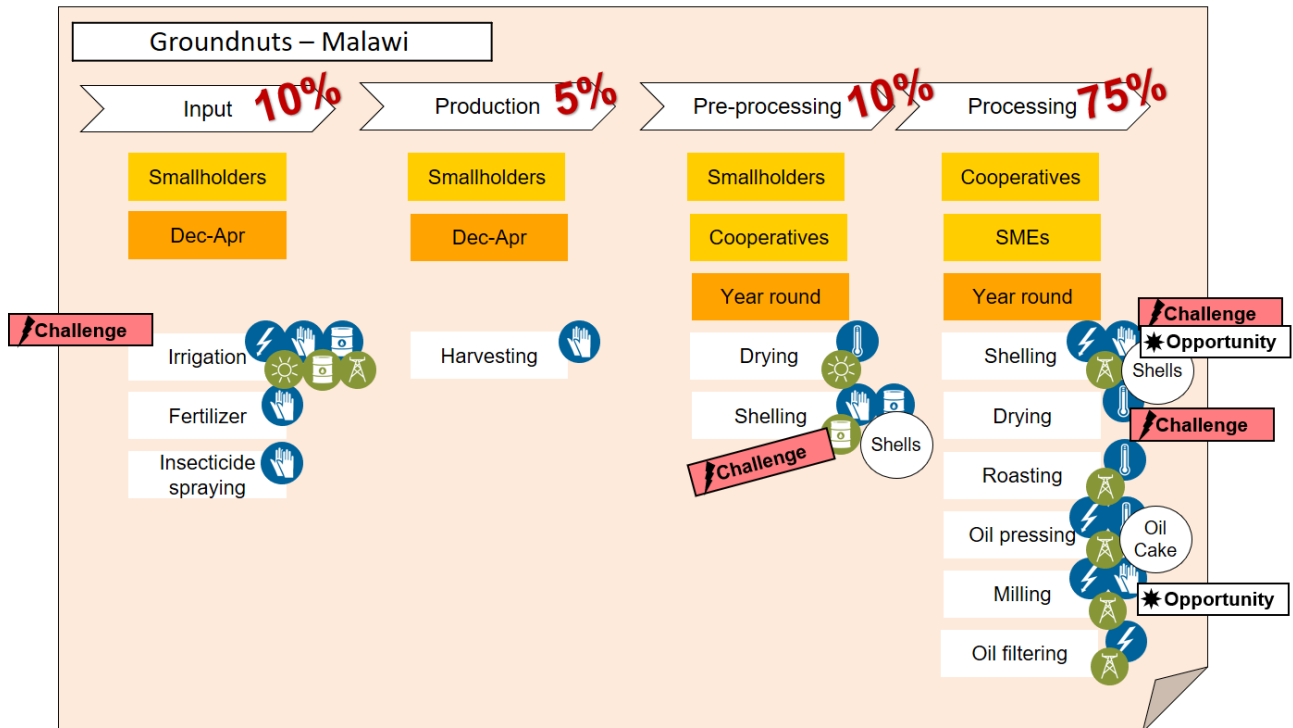 Groundnuts – Malawi
Input
10%
Production
5%
Pre-processing
10%
Processing
75%
Smallholders
Dec-Apr
Challenge
Irrigation
Fertilizer
Insecticide
spraying
Smallholders
Dec-Apr
Harvesting
Smallholders
Cooperatives
Year round
Drying
Shelling
Challenge
Shells
Cooperatives
SMEs
Year round
Challenge
Opportunity
Shelling
Shells
Drying
Challenge
Roasting
Oil pressing
Oil
Cake
Milling
Opportunity
Oil filtering